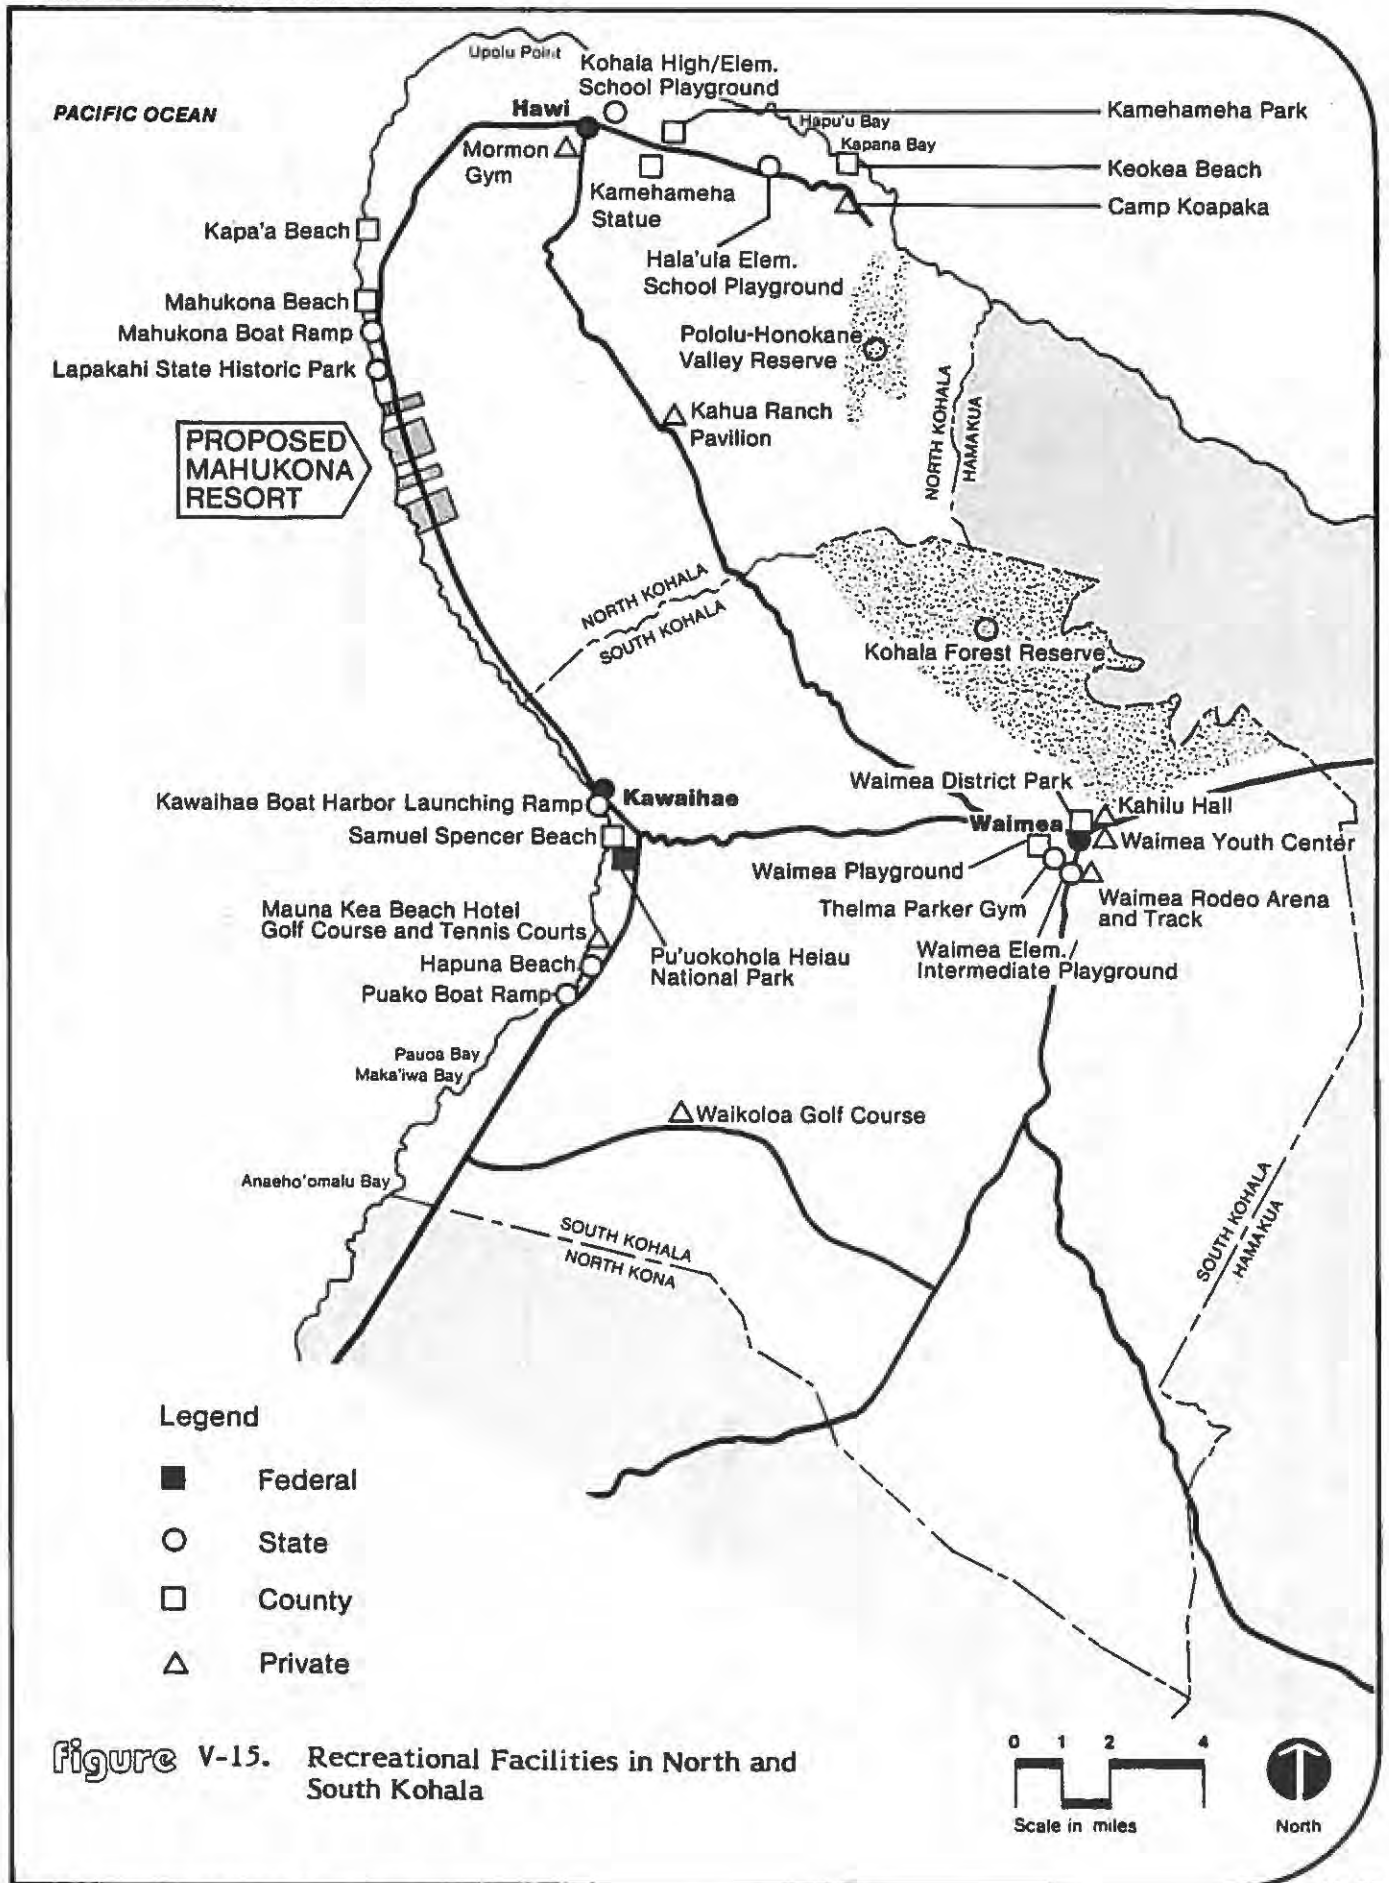 Upolu Point
Kohala High/Elem.
School Playground
PACIFIC OCEAN
Hawi
Kamehameha Park
Hapu'u Bay
Mormon
Gym
Kapana Bay
Keokea Beach
Kamehameha
Statue
Camp Koapaka
Kapa'a Beach
Hala'ula Elem.
School Playground
Mahukona Beach
Mahukona Boat Ramp
Pololu-Honokane
Valley Reserve
Lapakahi State Historic Park
NORTH KOHALA
HAMAKUA
Kahua Ranch
Pavilion
PROPOSED
MAHUKONA
RESORT
NORTH KOHALA
SOUTH KOHALA
Kohala Forest Reserve
Waimea District Park
Kawaihae Boat Harbor Launching Ramp
Kawaihae
Kahilu Hall
Samuel Spencer Beach
Waimea
Waimea Youth Center
Waimea Playground
Thelma Parker Gym
Waimea Rodeo Arena
and Track
Mauna Kea Beach Hotel
Golf Course and Tennis Courts
Waimea Elem.
Intermediate Playground
Pu'uokohola Heiau
National Park
Hapuna Beach
Puako Boat Ramp
Pauoa Bay
Maka'iwa Bay
Waikoloa Golf Course
Anaeho'omalu Bay
SOUTH KOHALA
NORTH KONA
SOUTH KOHALA
HAMAKUA
Legend
Federal
State
County
Private
Figure V-15. Recreational Facilities in North and
South Kohala
0 1 2 4
Scale in miles
North